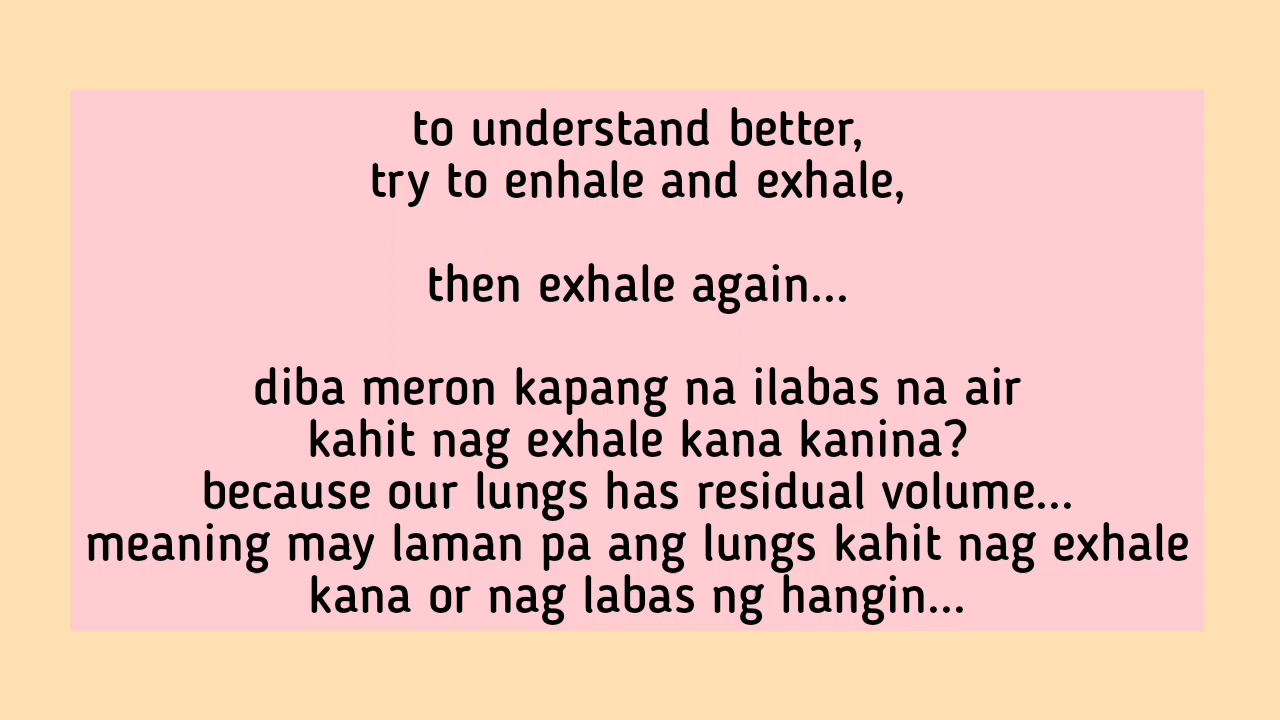 to understand better,
try to enhale and exhale,
then exhale again...
diba meron kapang na ilabas na air
kahit nag exhale kana kanina?
because our lungs has residual volume...
meaning may laman pa ang lungs kahit nag exhale
kana or nag labas ng hangin...